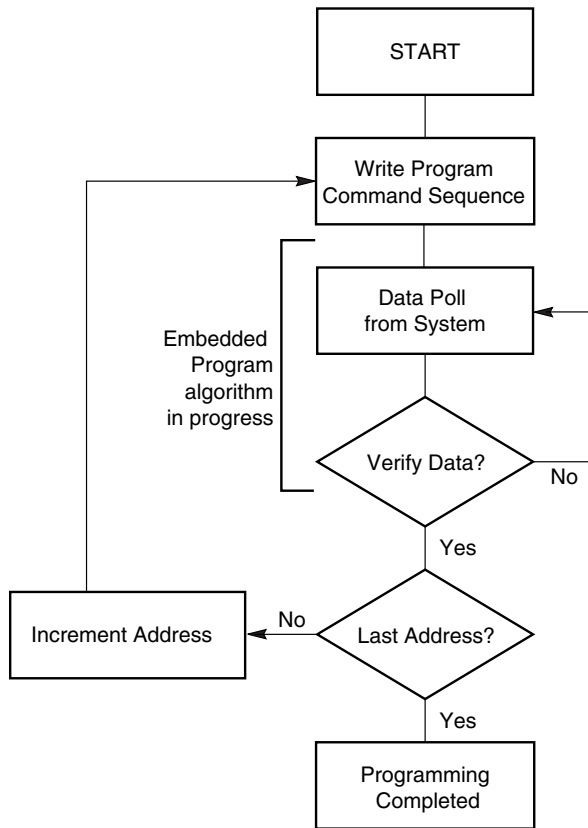 START
Write Program
Command Sequence
Data Poll
from System
Embedded
Program
algorithm
in progress
Verify Data?
No
Yes
Increment Address
No
Last Address?
Yes
Programming
Completed